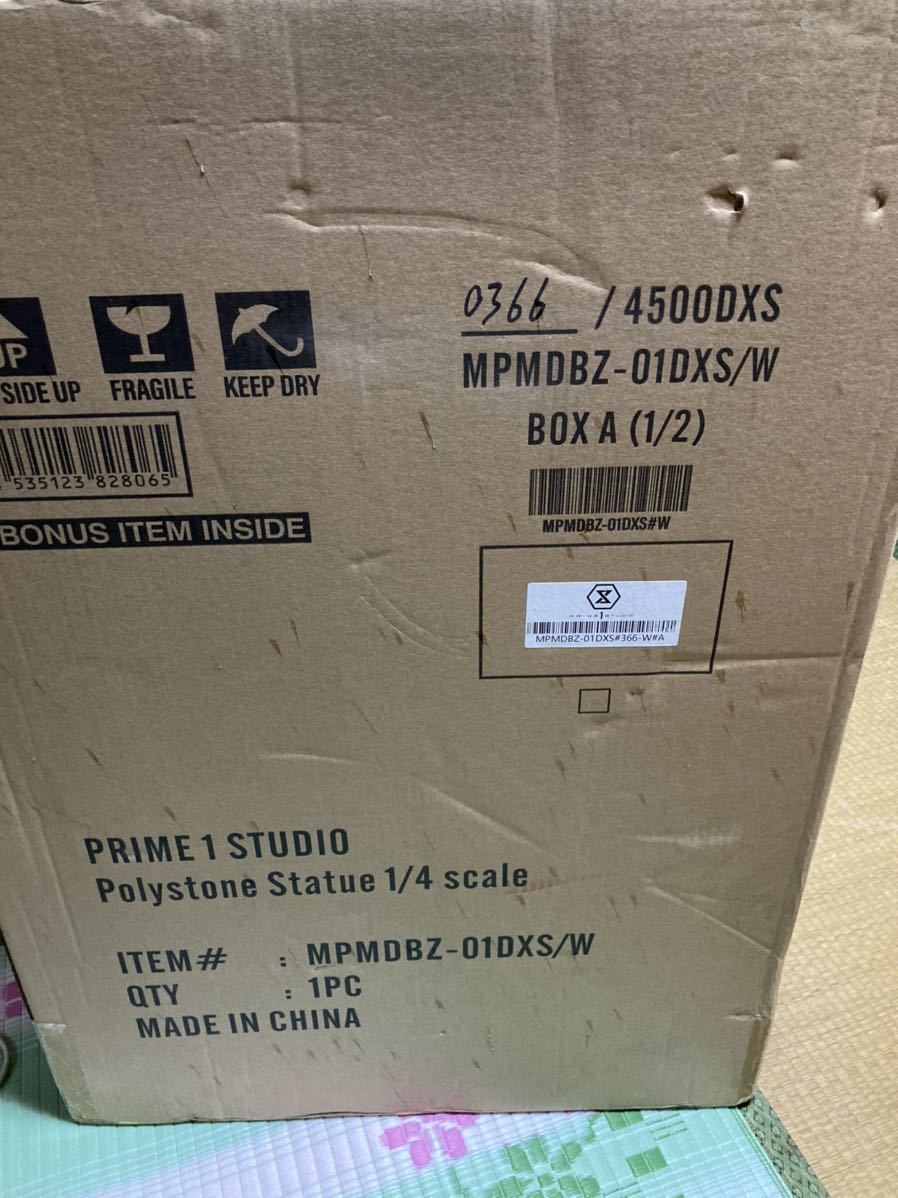 0366 / 4500DXS
MPMDBZ-01DXS/W
BOX A (1/2)
UP
SIDE UP
FRAGILE
KEEP DRY
535123 828065
BONUS ITEM INSIDE
MPMDBZ-01DXS#W
MPMDBZ-01DXS#366-W#A
PRIME 1 STUDIO
Polystone Statue 1/4 scale
ITEM# : MPMDBZ-01DXS/W
QTY : 1PC
MADE IN CHINA